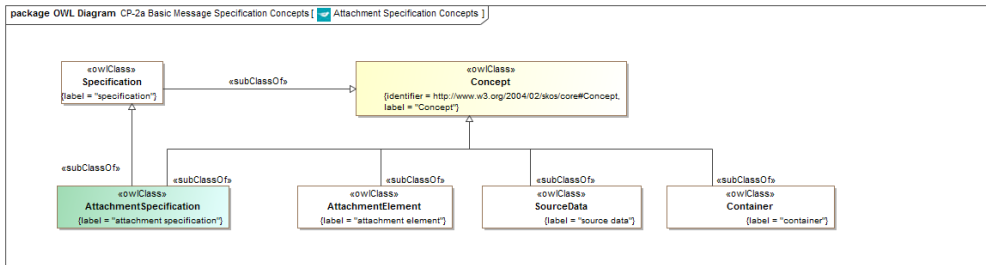 package OWL Diagram CP-2a Basic Message Specification Concepts [ Attachment Specification Concepts ]
«owlClass»
Specification
{label = "specification"}
«subClassOf»
«owlClass»
Concept
{identifier = http://www.w3.org/2004/02/skos/core#Concept,
label = "Concept"}
«subClassOf»
«subClassOf»
«subClassOf»
«subClassOf»
«subClassOf»
«owlClass»
AttachmentSpecification
{label = "attachment specification"}
«owlClass»
AttachmentElement
{label = "attachment element"}
«owlClass»
SourceData
{label = "source data"}
«owlClass»
Container
{label = "container"}